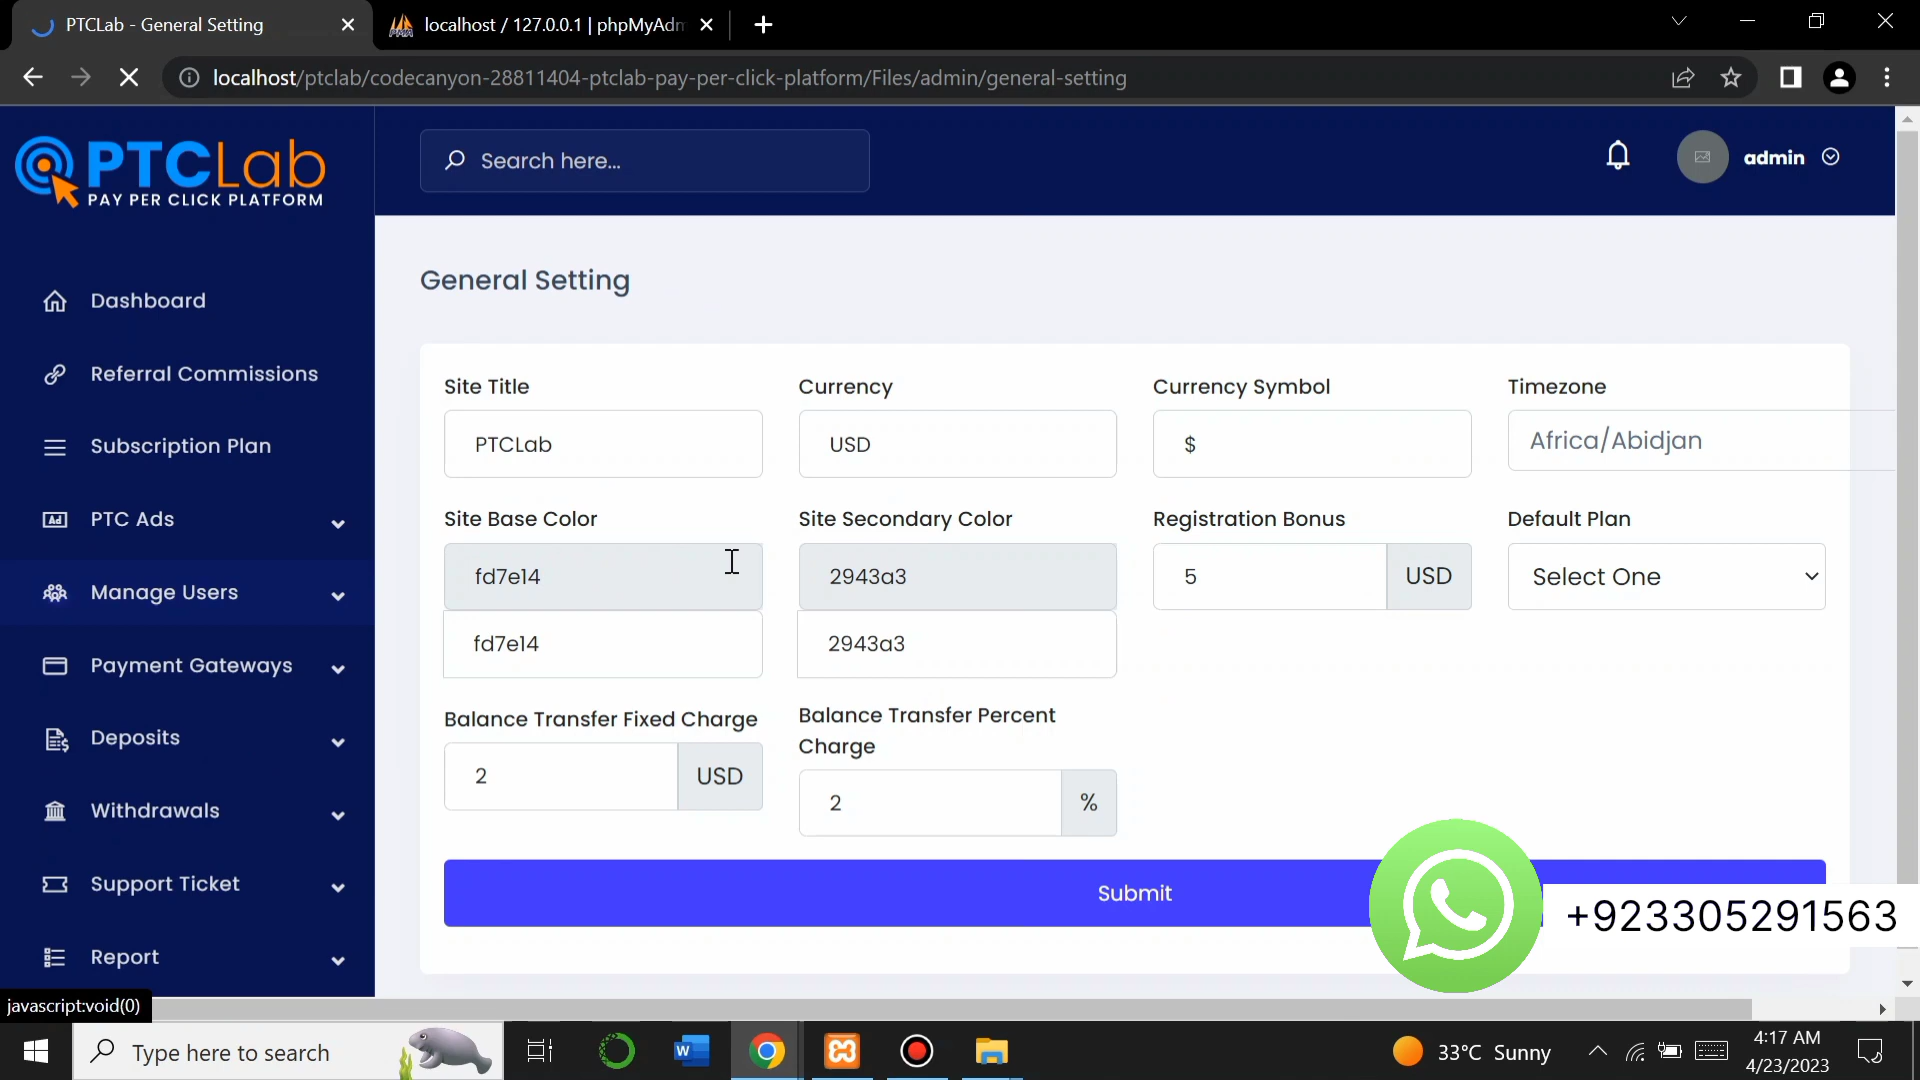 PTCLab - General Setting
localhost / 127.0.0.1 | phpMyAdm
localhost/ptclab/codecanyon-28811404-ptclab-pay-per-click-platform/Files/admin/general-setting
PTCLab
PAY PER CLICK PLATFORM
Search here...
admin
Dashboard
Referral Commissions
Subscription Plan
PTC Ads
Manage Users
Payment Gateways
Deposits
Withdrawals
Support Ticket
Report
General Setting
Site Title
Currency
Currency Symbol
Timezone
PTCLab
USD
$
Africa/Abidjan
Site Base Color
Site Secondary Color
Registration Bonus
Default Plan
fd7e14
2943a3
5
USD
Select One
fd7e14
2943a3
Balance Transfer Fixed Charge
Balance Transfer Percent
Charge
2
USD
2
%
Submit
+923305291563
javascript:void(0)
Type here to search
33°C Sunny
4:17 AM
4/23/2023